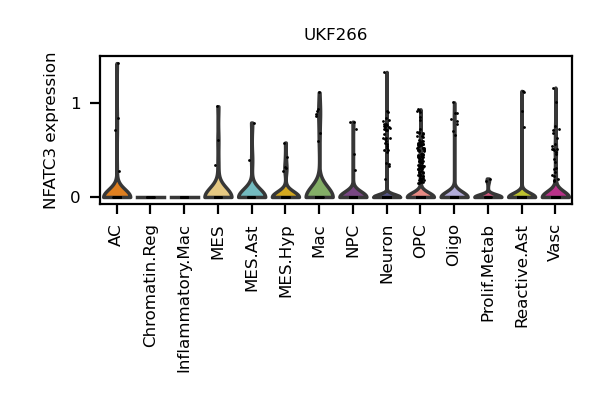 UKF266
NFATC3 expression
1
0
AC
Chromatin.Reg
Inflammatory.Mac
MES
MES.Ast
MES.Hyp
Mac
NPC
Neuron
OPC
Oligo
Prolif.Metab
Reactive.Ast
Vasc